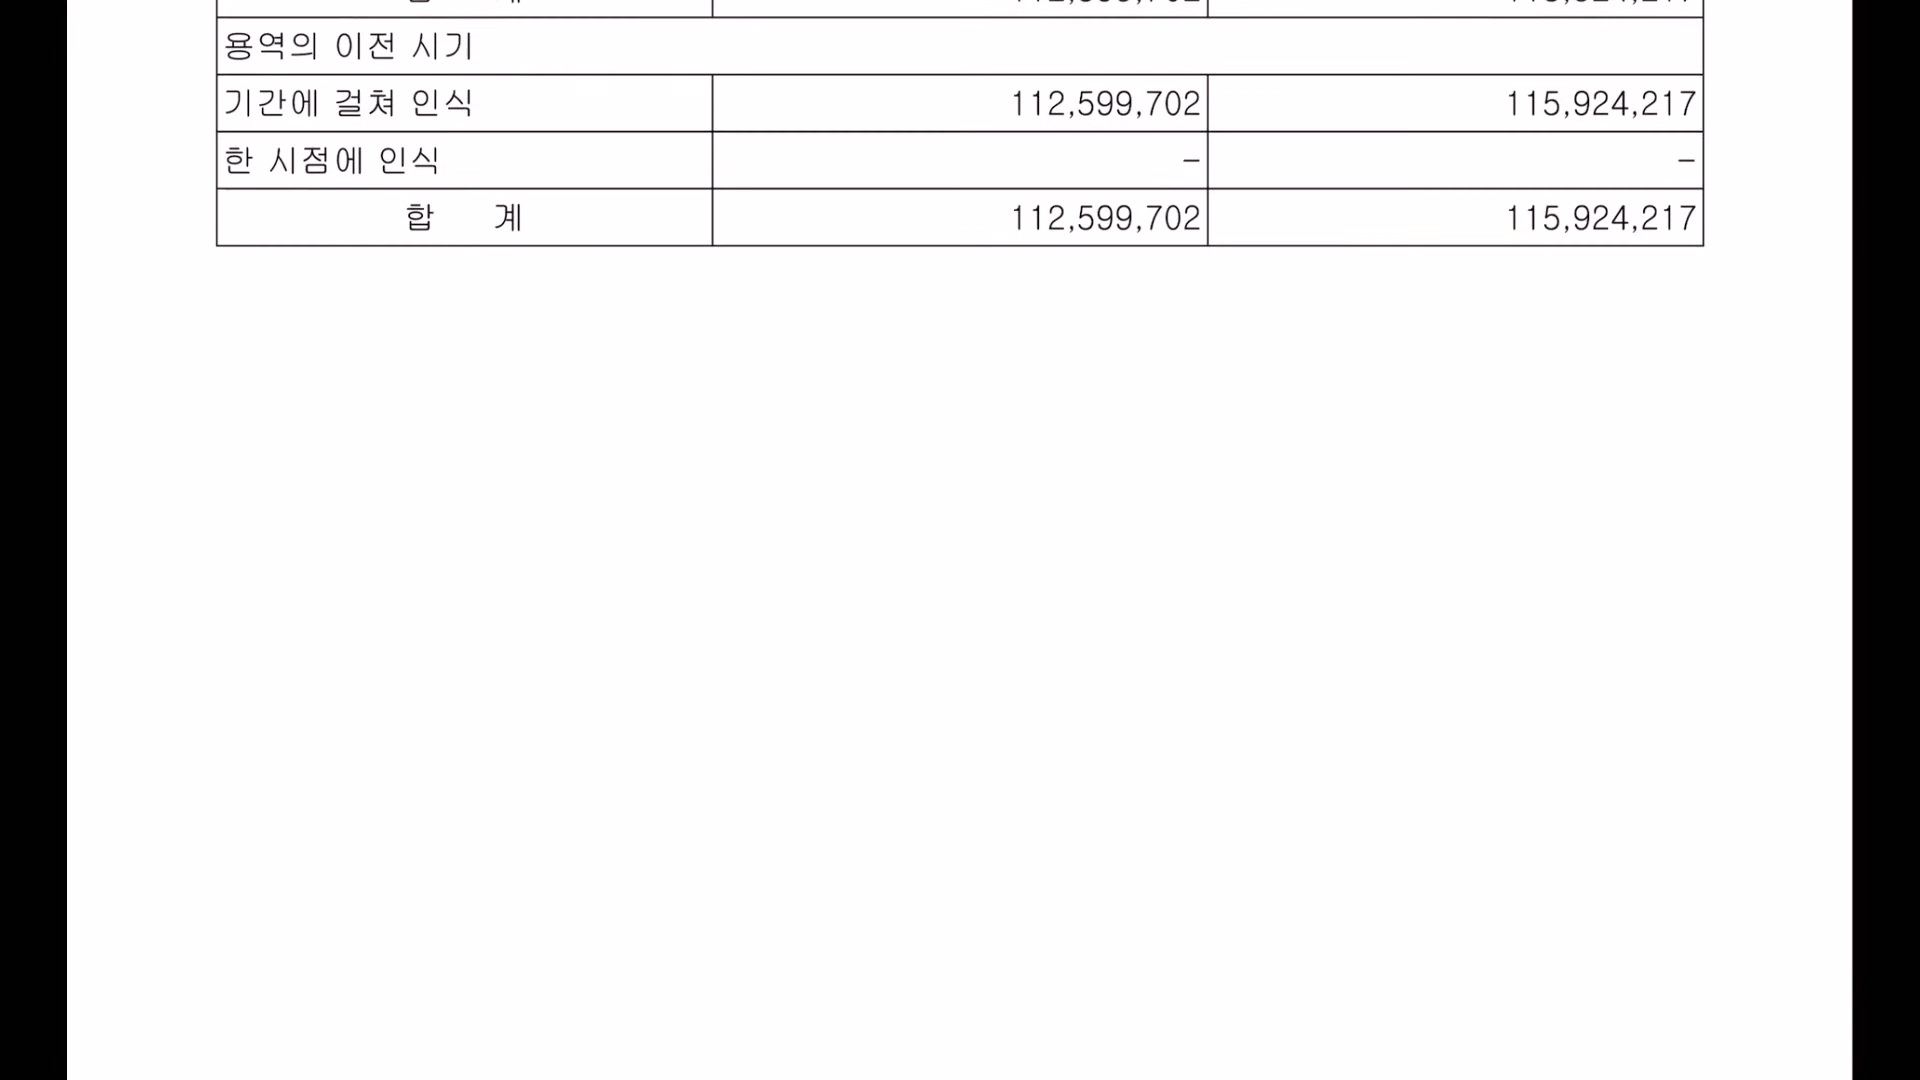 용역의 이전 시기
기간에 걸쳐 인식 112,599,702 115,924,217
한 시점에 인식 - -
합 계 112,599,702 115,924,217